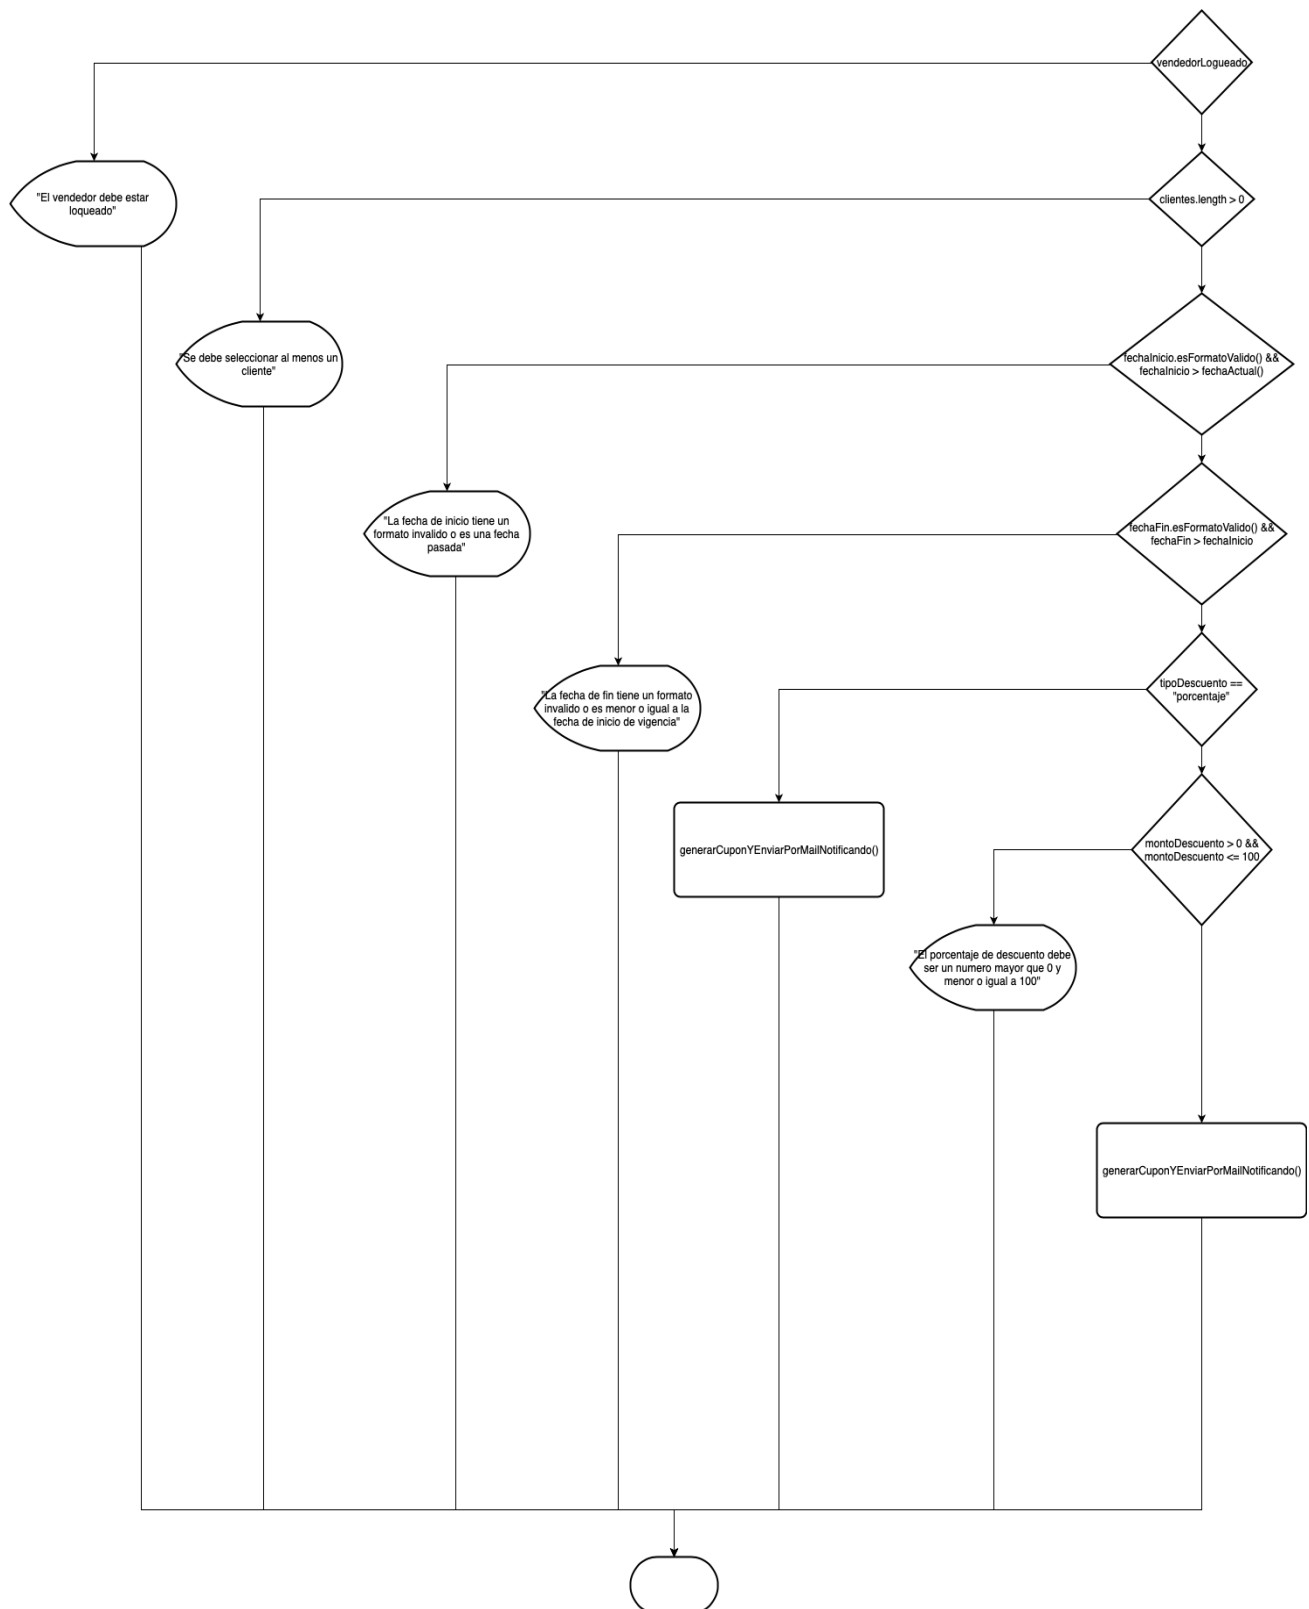 vendedorLogueado
clientes.length > 0
"El vendedor debe estar
loqueado"
"Se debe seleccionar al menos un
cliente"
fechaInicio.esFormatoValido() &&
fechaInicio > fechaActual()
"La fecha de inicio tiene un
formato invalido o es una fecha
pasada"
fechaFin.esFormatoValido() &&
fechaFin > fechaInicio
"La fecha de fin tiene un formato
invalido o es menor o igual a la
fecha de inicio de vigencia"
tipoDescuento ==
"porcentaje"
generarCuponYEnviarPorMailNotificando()
montoDescuento > 0 &&
montoDescuento <= 100
"El porcentaje de descuento debe
ser un numero mayor que 0 y
menor o igual a 100"
generarCuponYEnviarPorMailNotificando()